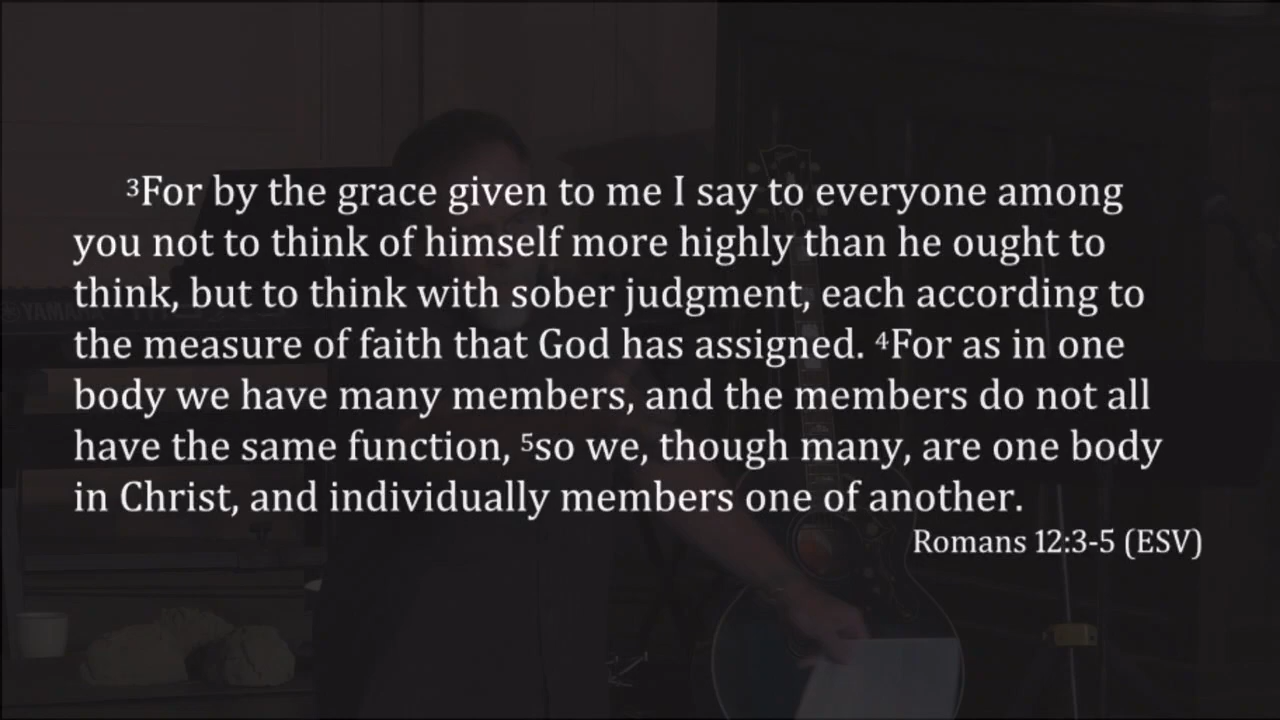 ³For by the grace given to me I say to everyone among
you not to think of himself more highly than he ought to
think, but to think with sober judgment, each according to
the measure of faith that God has assigned. ⁴For as in one
body we have many members, and the members do not all
have the same function, ⁵so we, though many, are one body
in Christ, and individually members one of another.
Romans 12:3-5 (ESV)
YAMAHA